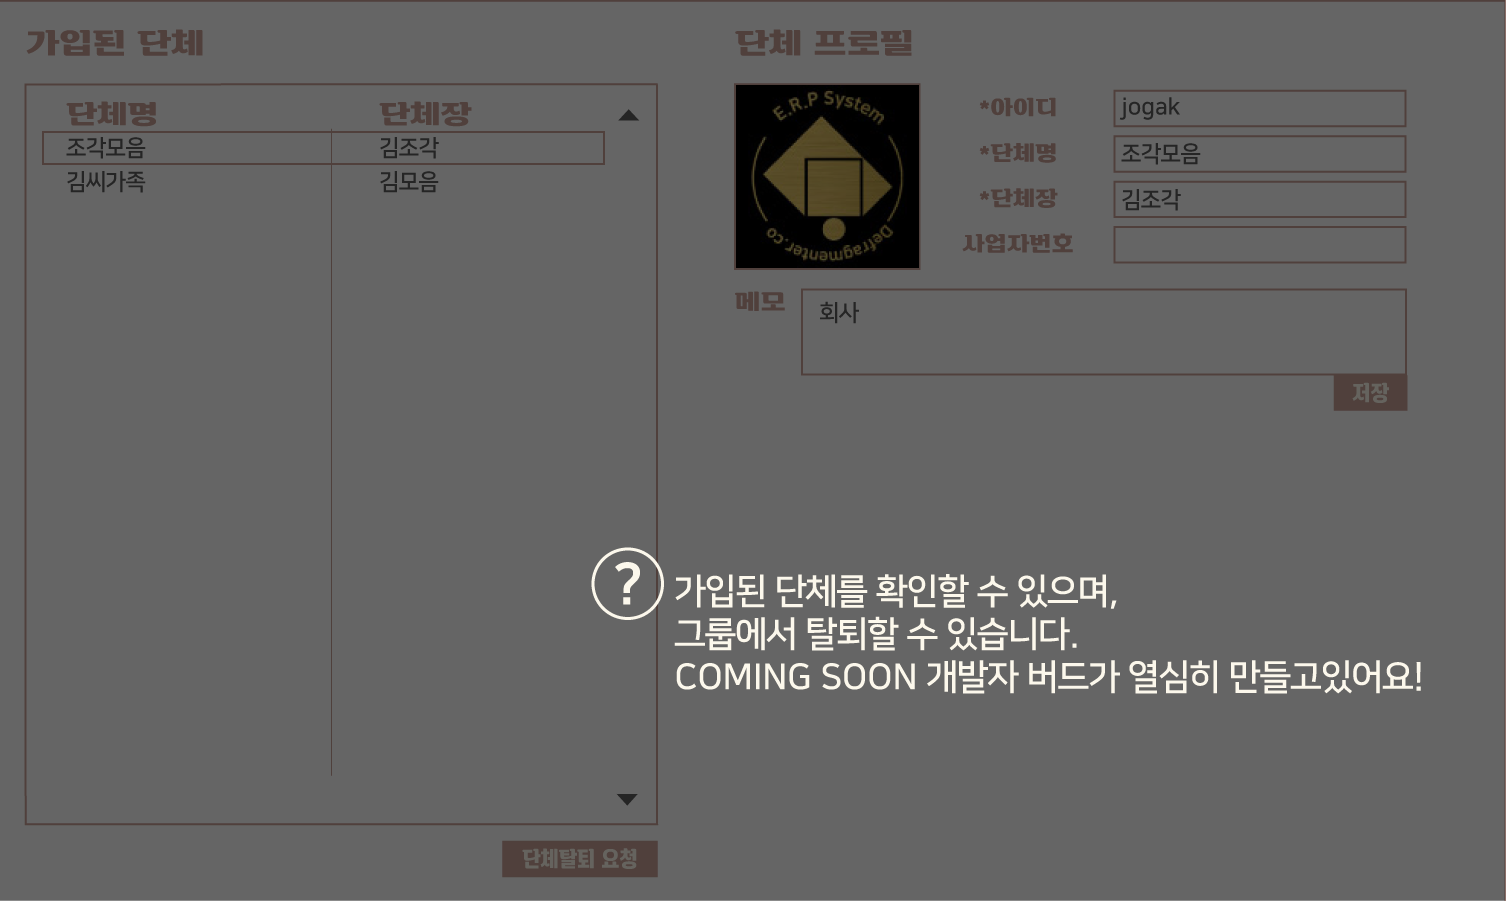 가입된 단체
단체명 단체장
조각모음 김조각
김씨가족 김모음
단체탈퇴 요청
단체 프로필
E.R.P System
Defragmenter.co
*아이디 jogak
*단체명 조각모음
*단체장 김조각
사업자번호
메모 회사
저장
? 가입된 단체를 확인할 수 있으며,
그룹에서 탈퇴할 수 있습니다.
COMING SOON 개발자 버드가 열심히 만들고있어요!